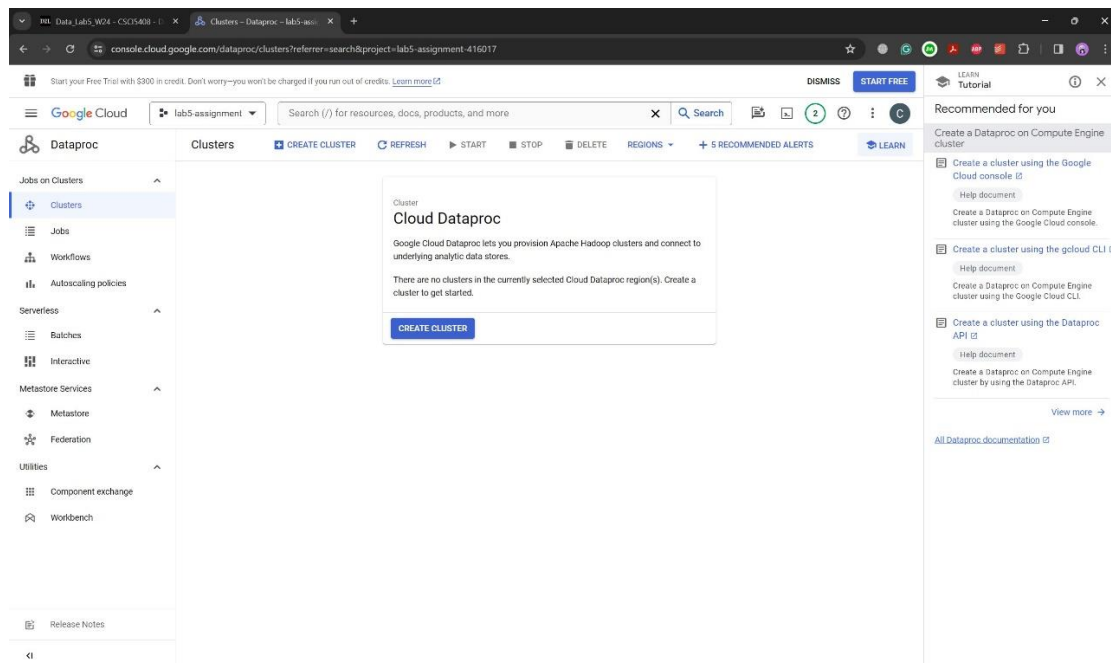 Data_Lab5_W24 - CSCI5408 - D
Clusters – Dataproc – lab5-assi
console.cloud.google.com/dataproc/clusters?referrer=search&project=lab5-assignment-416017
Start your Free Trial with $300 in credit. Don't worry—you won't be charged if you run out of credits. Learn more
DISMISS
START FREE
Google Cloud
lab5-assignment
Search (/) for resources, docs, products, and more
Search
2
C
Dataproc
Clusters
CREATE CLUSTER
REFRESH
START
STOP
DELETE
REGIONS
+ 5 RECOMMENDED ALERTS
LEARN
Jobs on Clusters
Clusters
Jobs
Workflows
Autoscaling policies
Serverless
Batches
Interactive
Metastore Services
Metastore
Federation
Utilities
Component exchange
Workbench
Release Notes
Cluster
Cloud Dataproc
Google Cloud Dataproc lets you provision Apache Hadoop clusters and connect to
underlying analytic data stores.
There are no clusters in the currently selected Cloud Dataproc region(s). Create a
cluster to get started.
CREATE CLUSTER
LEARN
Tutorial
Recommended for you
Create a Dataproc on Compute Engine
cluster
Create a cluster using the Google
Cloud console
Help document
Create a Dataproc on Compute Engine
cluster using the Google Cloud console.
Create a cluster using the gcloud CLI
Help document
Create a Dataproc on Compute Engine
cluster using the Google Cloud CLI.
Create a cluster using the Dataproc
API
Help document
Create a Dataproc on Compute Engine
cluster by using the Dataproc API.
View more
All Dataproc documentation